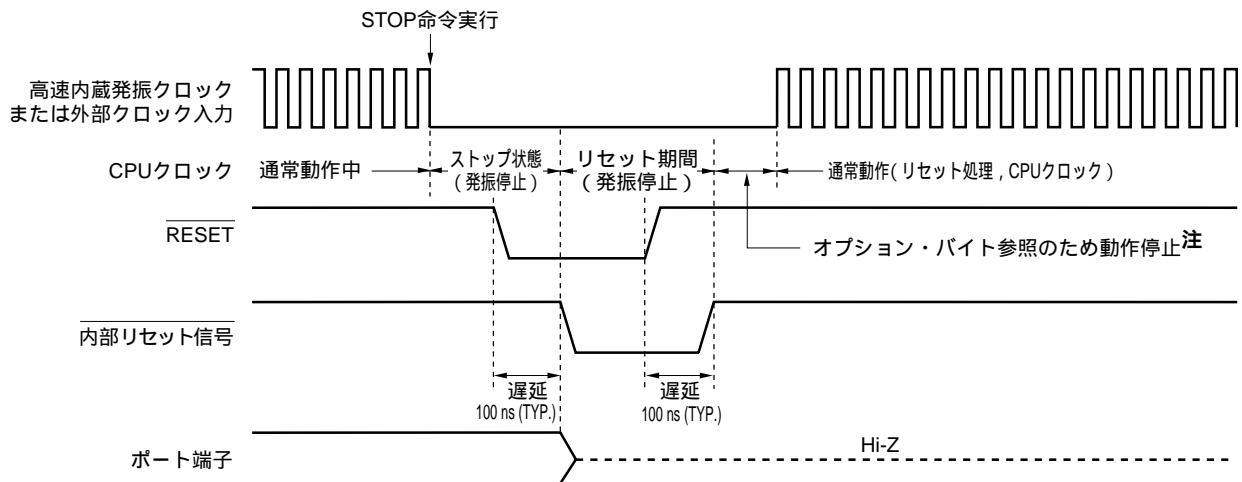 STOP命令実行
高速内蔵発振クロック
または外部クロック入力
CPUクロック
通常動作中
ストップ状態
（発振停止）
リセット期間
（発振停止）
通常動作(リセット処理，CPUクロック)
RESET
オプション・バイト参照のため動作停止注
内部リセット信号
遅延
100 ns (TYP.)
遅延
100 ns (TYP.)
ポート端子
Hi-Z